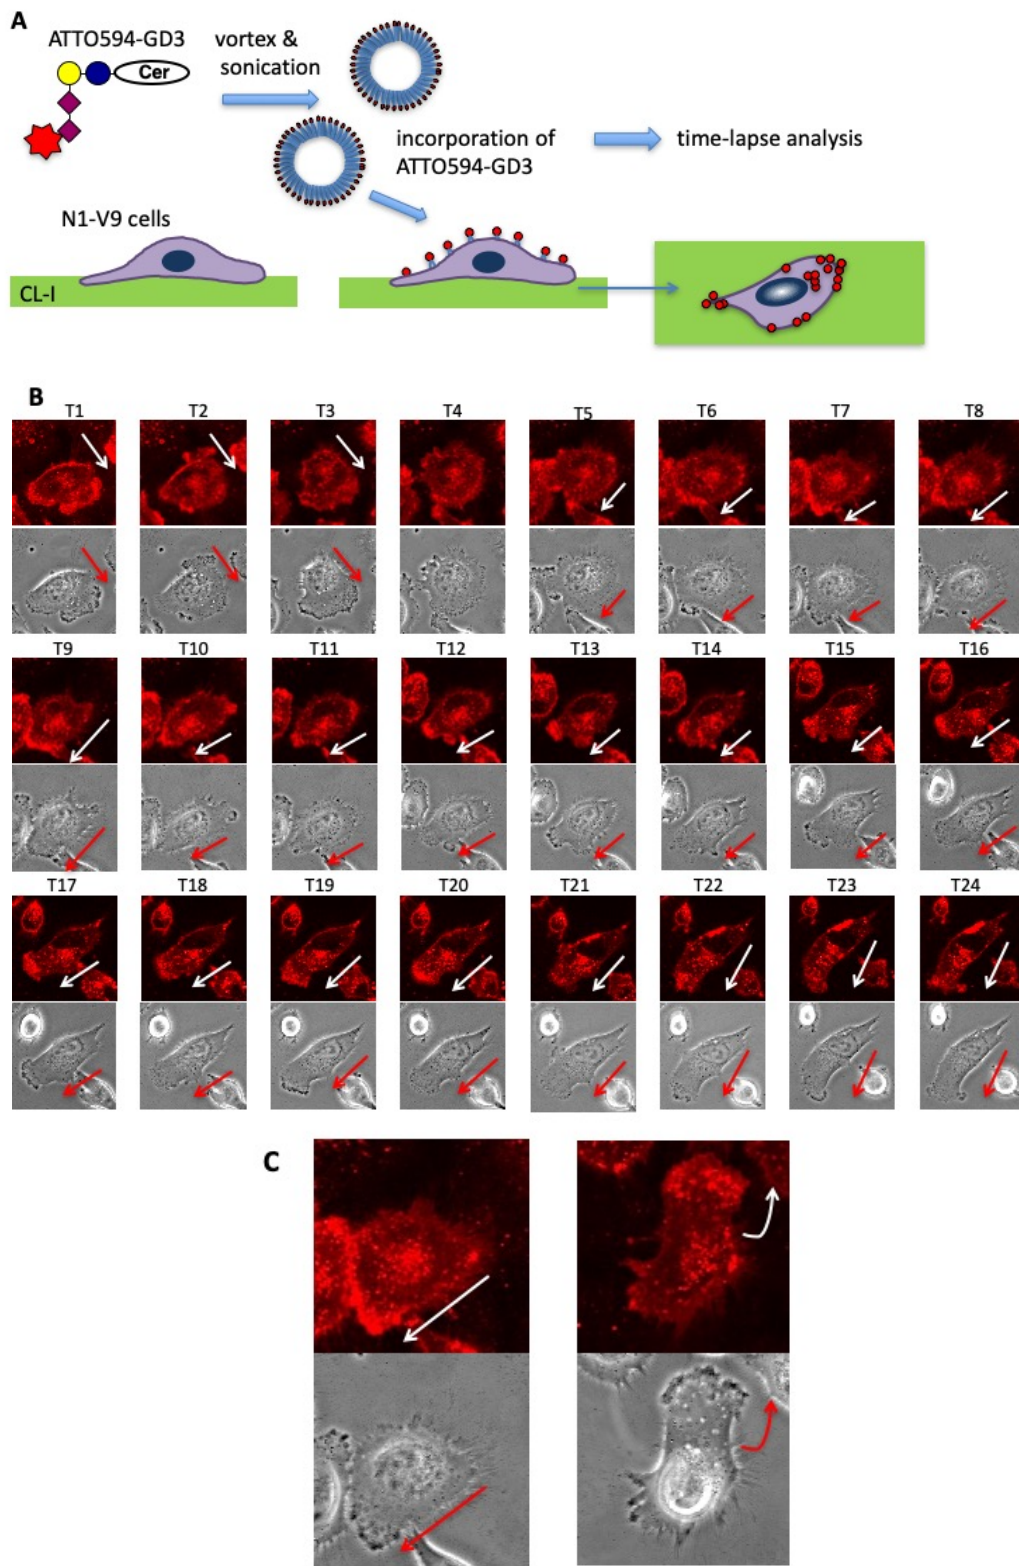 A
ATTO594-GD3
vortex &
sonication
Cer
incorporation of
ATTO594-GD3
time-lapse analysis
N1-V9 cells
CL-I
B
T1 T2 T3 T4 T5 T6 T7 T8
T9 T10 T11 T12 T13 T14 T15 T16
T17 T18 T19 T20 T21 T22 T23 T24
C